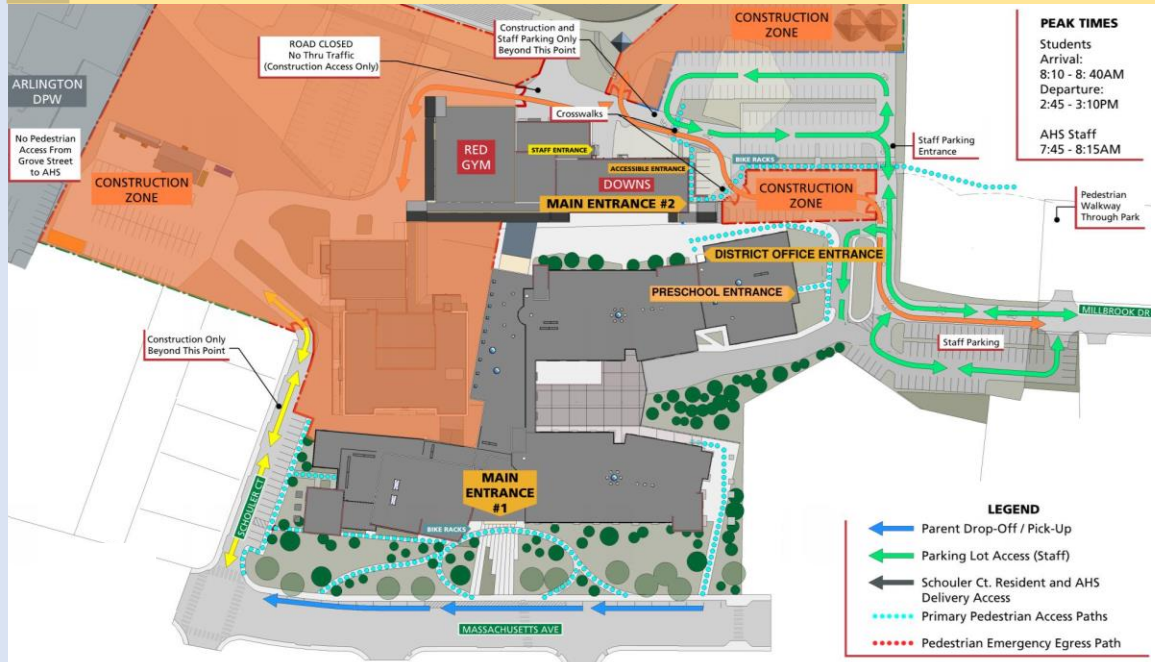 CONSTRUCTION
ZONE
Construction and
Staff Parking Only
Beyond This Point
ROAD CLOSED
No Thru Traffic
(Construction Access Only)
PEAK TIMES
Students
Arrival:
8:10 - 8: 40AM
Departure:
2:45 - 3:10PM
AHS Staff
7:45 - 8:15AM
ARLINGTON
DPW
No Pedestrian
Access From
Grove Street
to AHS
CONSTRUCTION
ZONE
RED
GYM
Crosswalks
STAFF ENTRANCE
ACCESSIBLE ENTRANCE
DOWNS
MAIN ENTRANCE #2
BIKE RACKS
CONSTRUCTION
ZONE
Staff Parking
Entrance
Pedestrian
Walkway
Through Park
DISTRICT OFFICE ENTRANCE
PRESCHOOL ENTRANCE
MILLBROOK DR
Staff Parking
Construction Only
Beyond This Point
SCHOULER CT
MAIN
ENTRANCE
#1
BIKE RACKS
MASSACHUSETTS AVE
LEGEND
Parent Drop-Off / Pick-Up
Parking Lot Access (Staff)
Schouler Ct. Resident and AHS
Delivery Access
Primary Pedestrian Access Paths
Pedestrian Emergency Egress Path